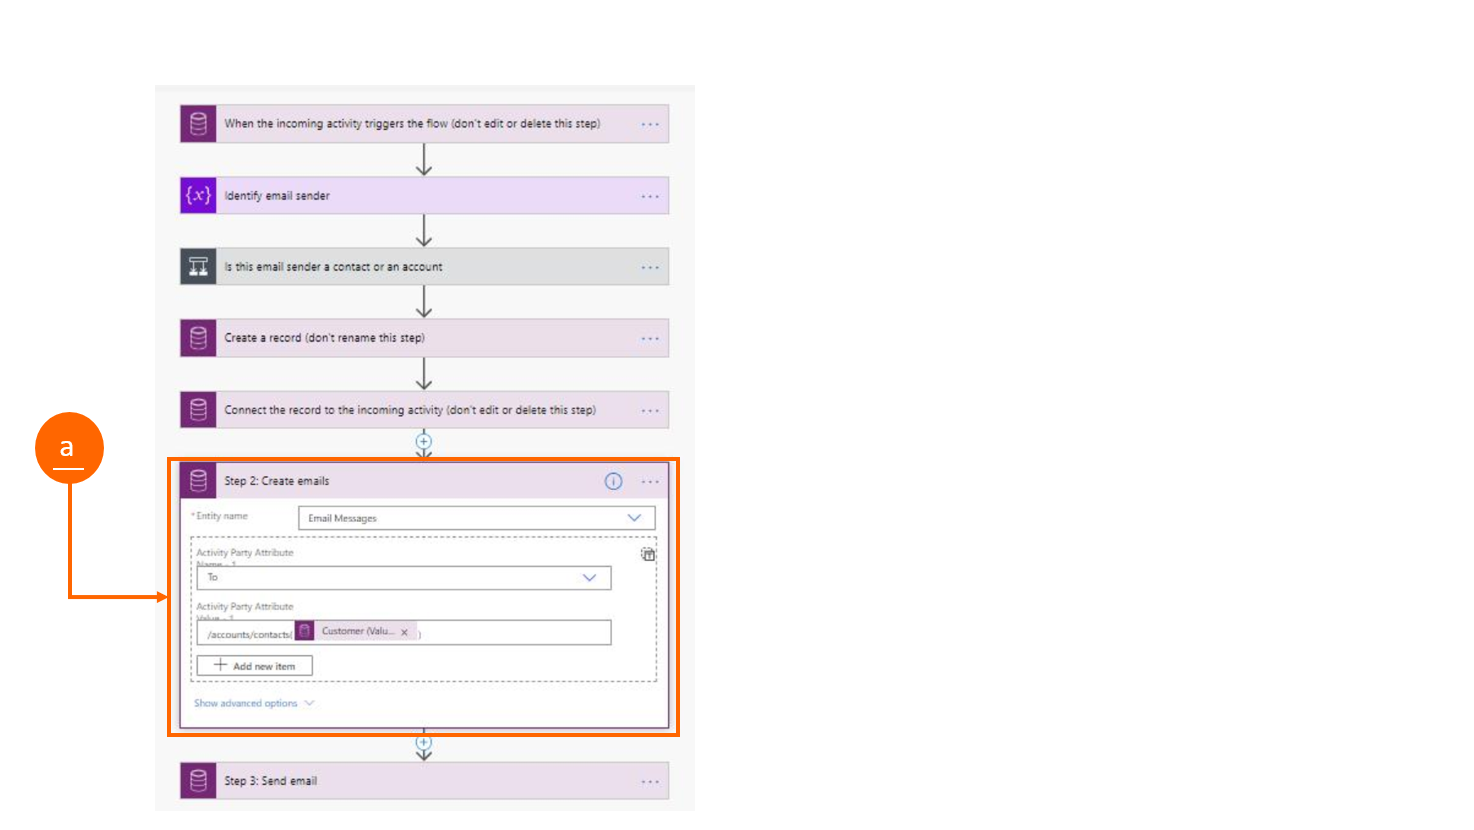 When the incoming activity triggers the flow (don't edit or delete this step)
{x} Identify email sender
Is this email sender a contact or an account
Create a record (don't rename this step)
Connect the record to the incoming activity (don't edit or delete this step)
a
Step 2: Create emails
*Entity name
Email Messages
Activity Party Attribute
Name - 1
To
Activity Party Attribute
Value - 1
/accounts/contacts( Customer (Valu... x )
+ Add new item
Show advanced options
Step 3: Send email